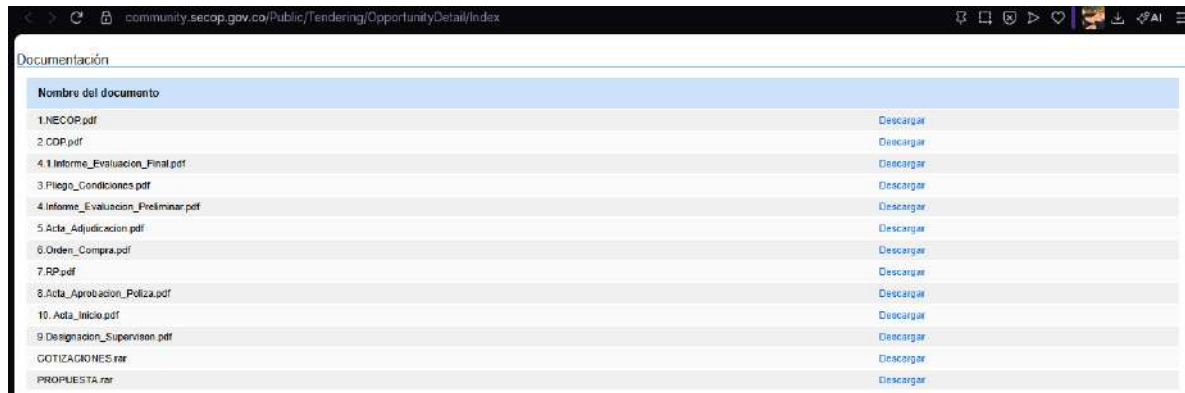 community.secop.gov.co/Public/Tendering/OpportunityDetail/Index
AI
Documentación
Nombre del documento
1.NECOP.pdf Descargar
2.CDP.pdf Descargar
4.1.Informe_Evaluacion_Final.pdf Descargar
3.Pliego_Condiciones.pdf Descargar
4.Informe_Evaluacion_Preliminar.pdf Descargar
5.Acta_Adjudicacion.pdf Descargar
6.Orden_Compra.pdf Descargar
7.RP.pdf Descargar
8.Acta_Aprobacion_Poliza.pdf Descargar
10. Acta_Inicio.pdf Descargar
9.Designacion_Supervison.pdf Descargar
COTIZACIONES.rar Descargar
PROPUESTA.rar Descargar